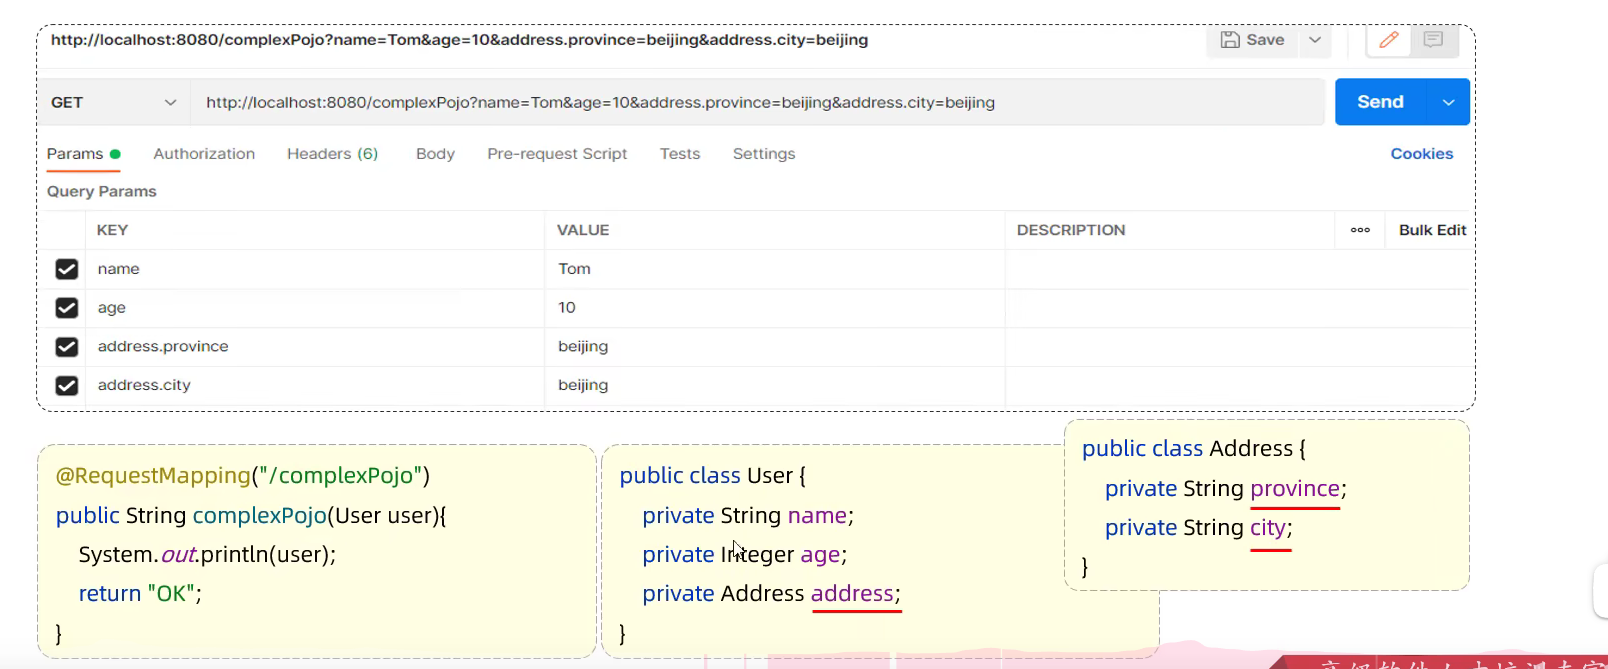 http://localhost:8080/complexPojo?name=Tom&age=10&address.province=beijing&address.city=beijing
Save
GET
http://localhost:8080/complexPojo?name=Tom&age=10&address.province=beijing&address.city=beijing
Send
Params Authorization Headers (6) Body Pre-request Script Tests Settings Cookies
Query Params
KEY VALUE DESCRIPTION ooo Bulk Edit
name Tom
age 10
address.province beijing
address.city beijing
@RequestMapping("/complexPojo")
public String complexPojo(User user){
System.out.println(user);
return "OK";
}
public class User {
private String name;
private Integer age;
private Address address;
}
public class Address {
private String province;
private String city;
}